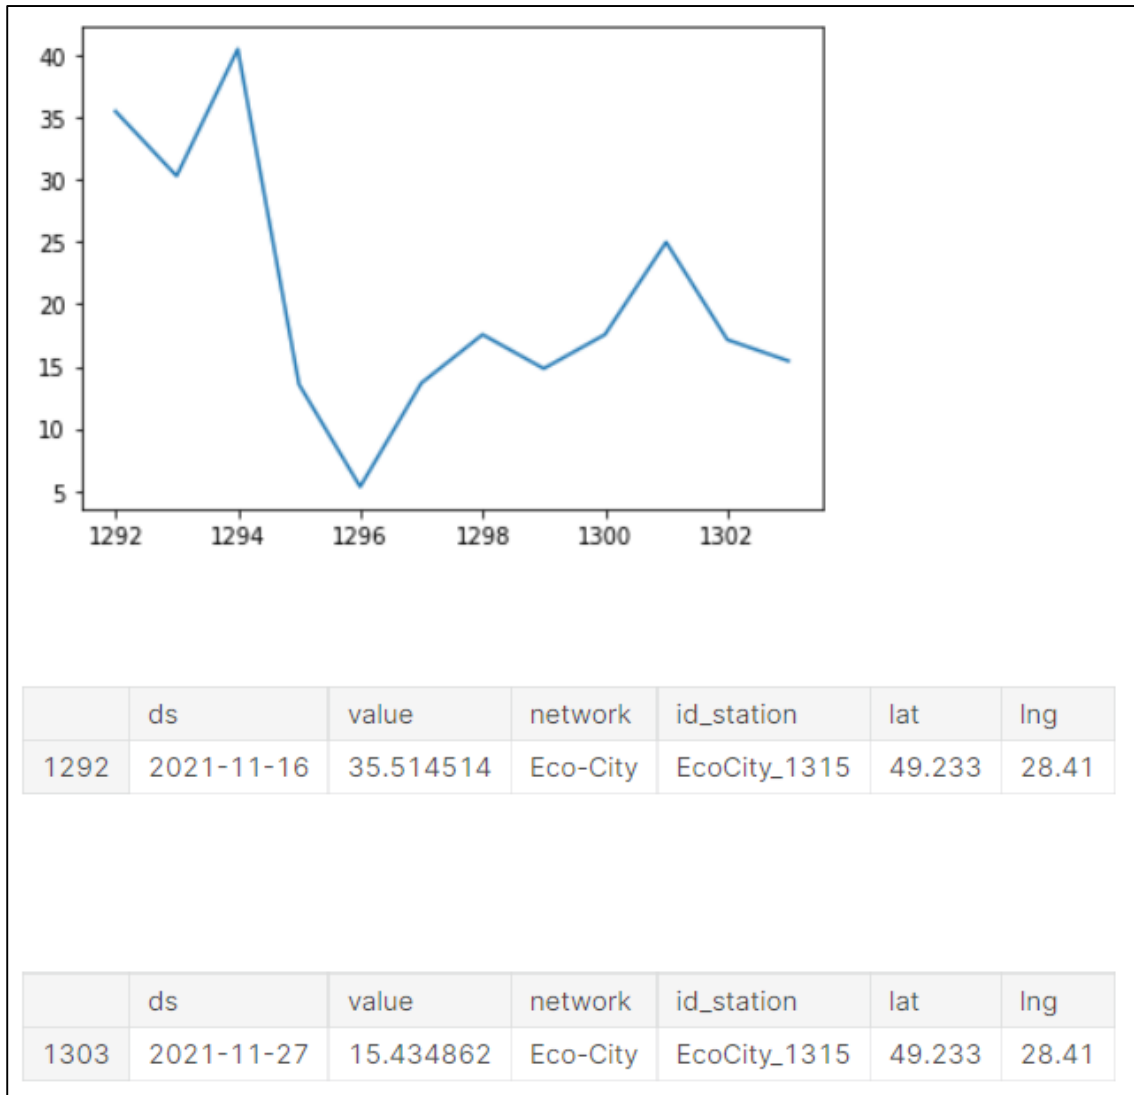 40
35
30
25
20
15
10
5
1292 1294 1296 1298 1300 1302
ds value network id_station lat lng
1292 2021-11-16 35.514514 Eco-City EcoCity_1315 49.233 28.41
ds value network id_station lat lng
1303 2021-11-27 15.434862 Eco-City EcoCity_1315 49.233 28.41